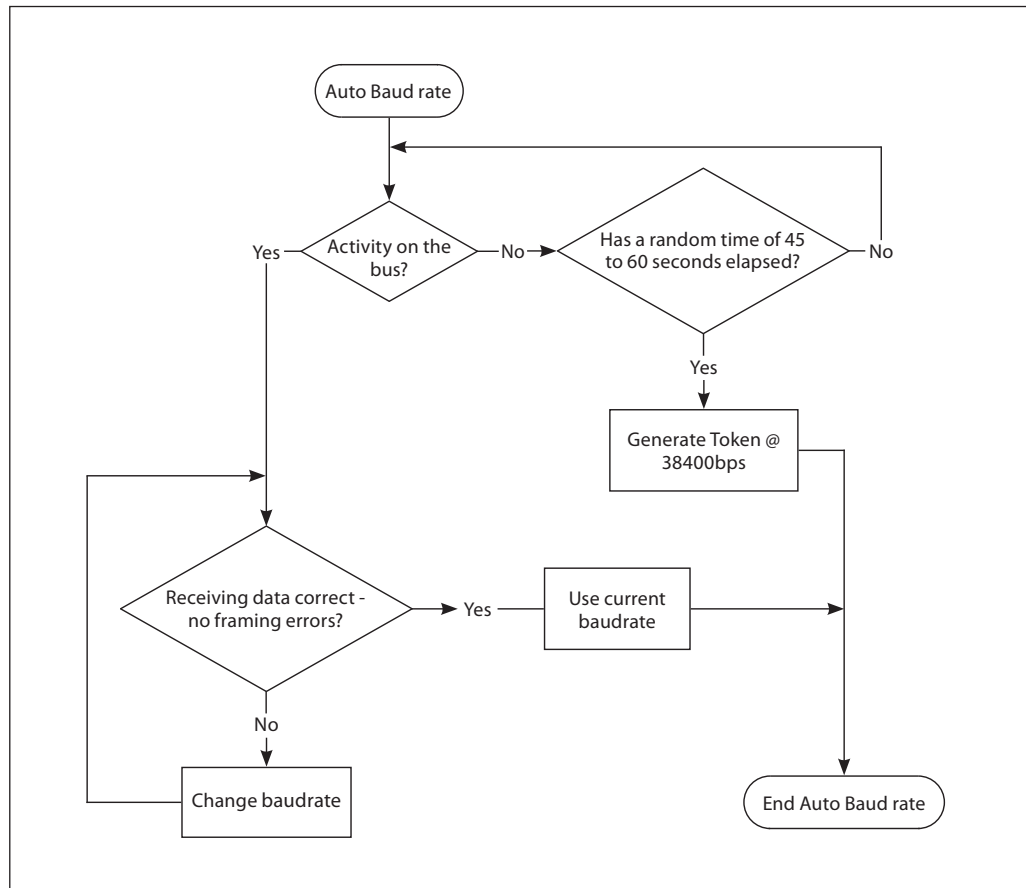 Auto Baud rate
Activity on the
bus?
Yes
No
Has a random time of 45
to 60 seconds elapsed?
No
Yes
Generate Token @
38400bps
Receiving data correct -
no framing errors?
Yes
Use current
baudrate
No
Change baudrate
End Auto Baud rate